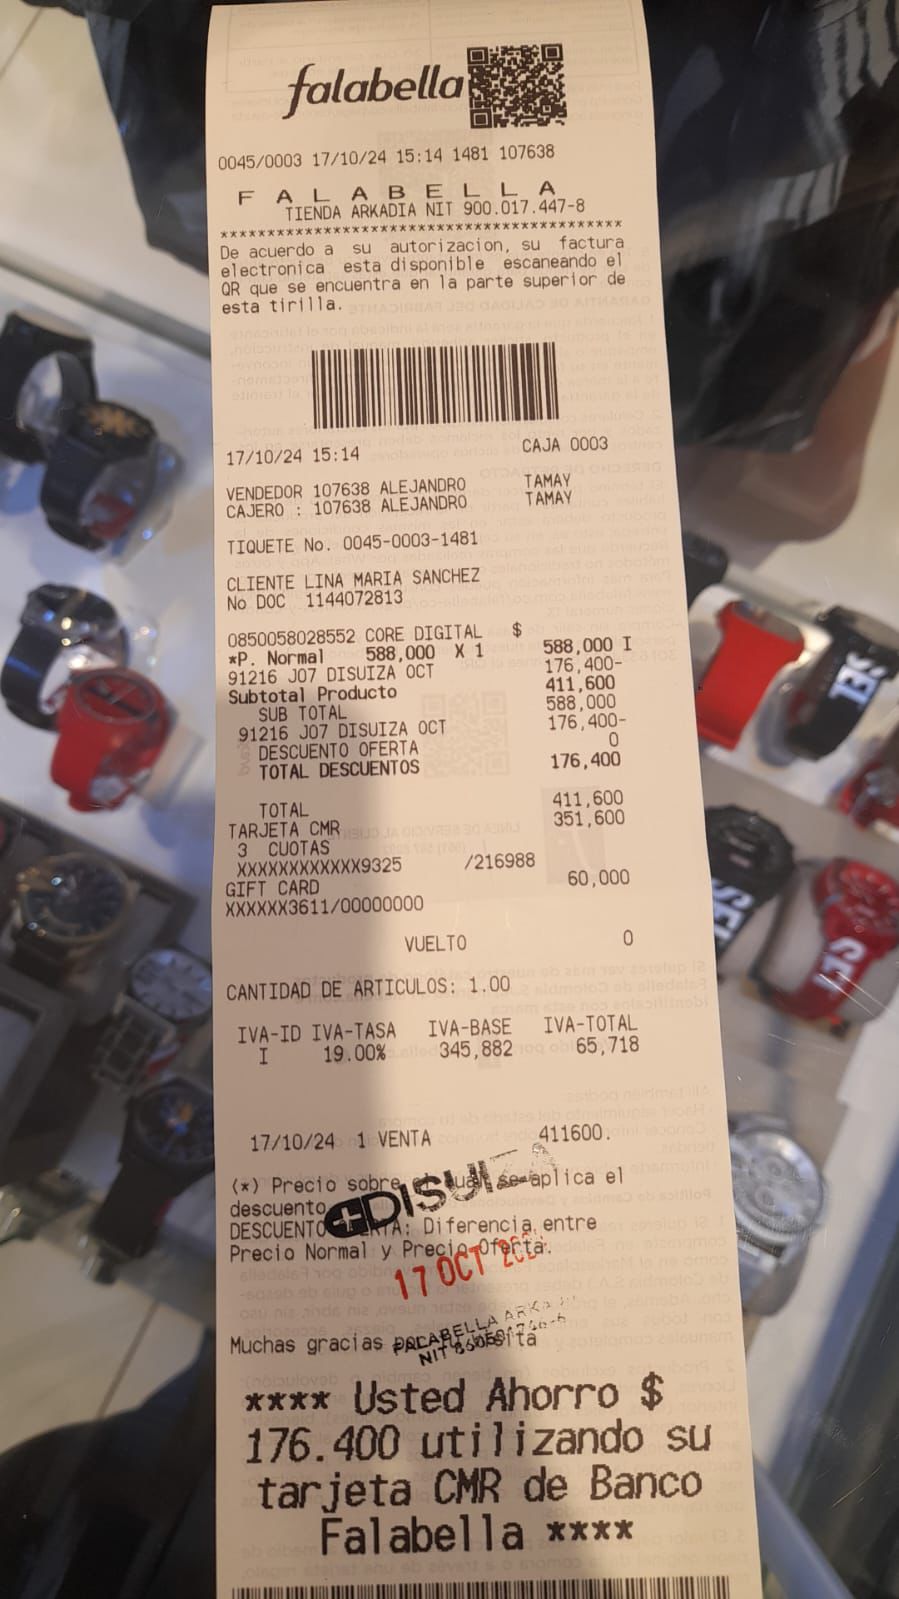 falabella
0045/0003 17/10/24 15:14 1481 107638
F A L A B E L L A
TIENDA ARKADIA NIT 900.017.447-8
*******************************************
De acuerdo a su autorizacion, su factura
electronica esta disponible escaneando el
QR que se encuentra en la parte superior de
esta tirilla.
17/10/24 15:14 CAJA 0003
VENDEDOR 107638 ALEJANDRO TAMAY
CAJERO : 107638 ALEJANDRO TAMAY
TIQUETE No. 0045-0003-1481
CLIENTE LINA MARIA SANCHEZ
No DOC 1144072813
0850058028552 CORE DIGITAL $
*P. Normal 588,000 X 1 588,000 I
91216 J07 DISUIZA OCT 176,400-
Subtotal Producto 411,600
SUB TOTAL 588,000
91216 J07 DISUIZA OCT 176,400-
DESCUENTO OFERTA 0
TOTAL DESCUENTOS 176,400
TOTAL 411,600
TARJETA CMR 351,600
3 CUOTAS
XXXXXXXXXXXX9325 /216988
GIFT CARD 60,000
XXXXXX3611/00000000
VUELTO 0
CANTIDAD DE ARTICULOS: 1.00
IVA-ID IVA-TASA IVA-BASE IVA-TOTAL
I 19.00% 345,882 65,718
17/10/24 1 VENTA 411600.
(*) Precio sobre se aplica el
descuento
DISUIZA
DESCUENTO Diferencia entre
Precio Normal y Precio Oferta.
17 OCT
Muchas gracias
FALABELLA ARKA
NIT
**** Usted Ahorro $
176.400 utilizando su
tarjeta CMR de Banco
Falabella ****